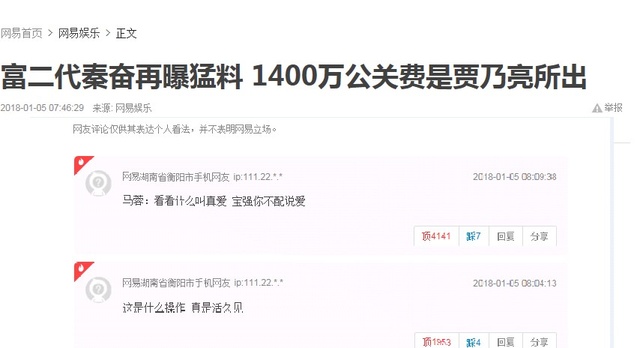 网易首页 > 网易娱乐 > 正文
富二代秦奋再曝猛料 1400万公关费是贾乃亮所出
2018-01-05 07:46:29 来源: 网易娱乐 举报
网友评论仅供其表达个人看法，并不表明网易立场。
网易湖南省衡阳市手机网友 ip:111.22.*.* 2018-01-05 08:09:38
马蓉：看看什么叫真爱 宝强你不配说爱
顶4141 踩7 回复 分享
网易湖南省衡阳市手机网友 ip:111.22.*.* 2018-01-05 08:04:13
这是什么操作 真是活久见
顶1953 踩4 回复 分享